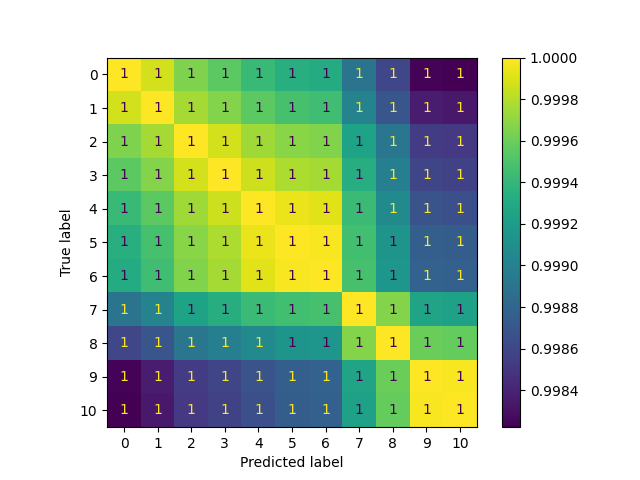 0 1 1 1 1 1 1 1 1 1 1 1
1 1 1 1 1 1 1 1 1 1 1 1
2 1 1 1 1 1 1 1 1 1 1 1
3 1 1 1 1 1 1 1 1 1 1 1
4 1 1 1 1 1 1 1 1 1 1 1
5 1 1 1 1 1 1 1 1 1 1 1
6 1 1 1 1 1 1 1 1 1 1 1
7 1 1 1 1 1 1 1 1 1 1 1
8 1 1 1 1 1 1 1 1 1 1 1
9 1 1 1 1 1 1 1 1 1 1 1
10 1 1 1 1 1 1 1 1 1 1 1
0 1 2 3 4 5 6 7 8 9 10
Predicted label
True label
1.0000
0.9998
0.9996
0.9994
0.9992
0.9990
0.9988
0.9986
0.9984